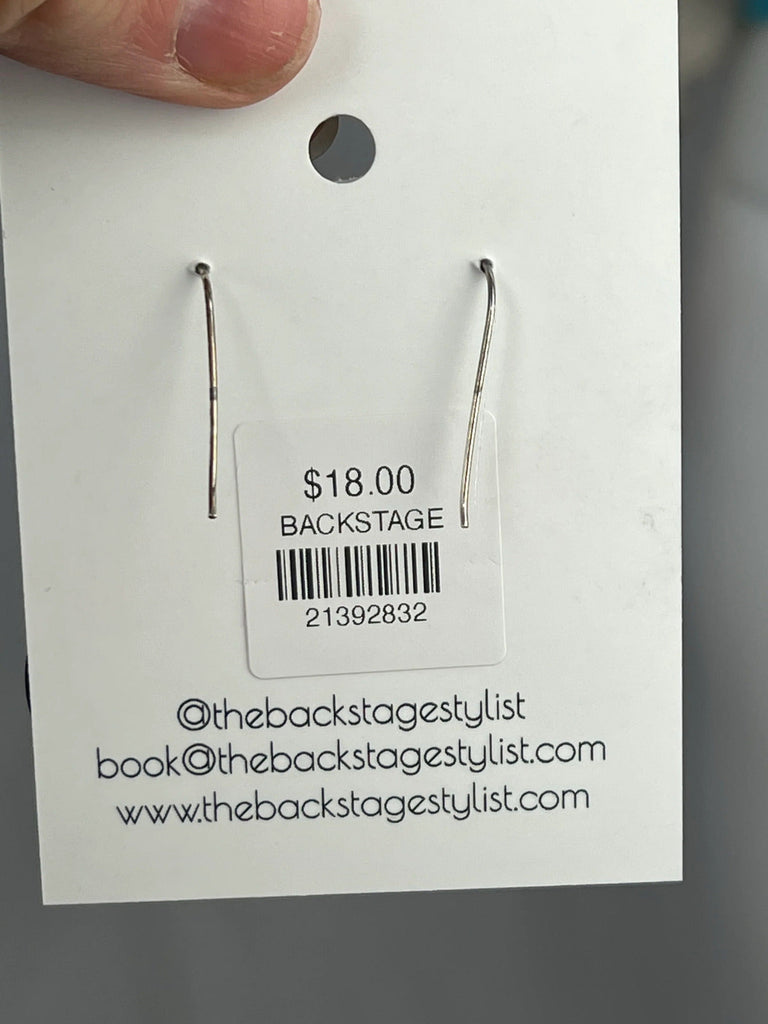 $18.00
BACKSTAGE
21392832
@thebackstagestylist
book@thebackstagestylist.com
www.thebackstagestylist.com